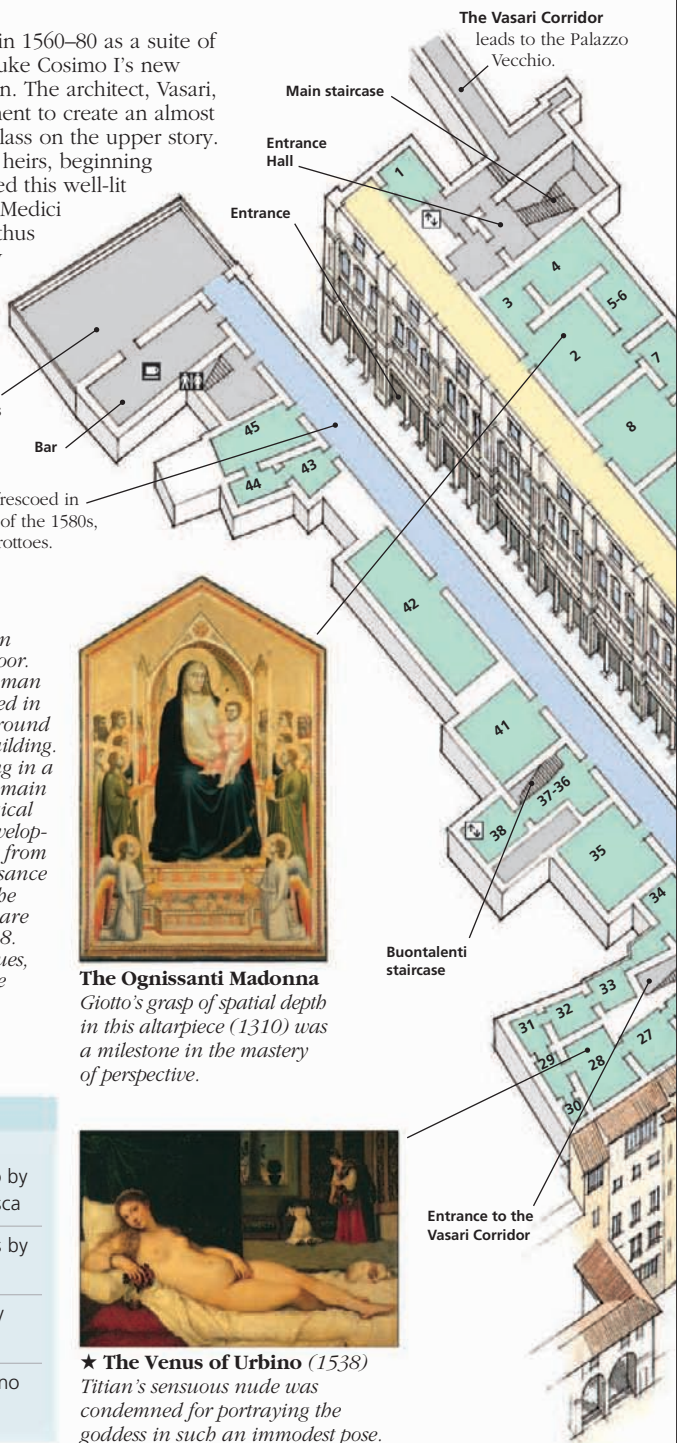 in 1560–80 as a suite of
uke Cosimo I's new
n. The architect, Vasari,
ent to create an almost
lass on the upper story.
heirs, beginning
ed this well-lit
Medici
thus
The Vasari Corridor
leads to the Palazzo
Vecchio.
Main staircase
Entrance
Hall
Entrance
1
3
4
5-6
2
7
8
s
Bar
45
44
43
frescoed in
of the 1580s,
rottoes.
42
41
37-36
38
35
34
Buontalenti
staircase
33
32
31
29
28
27
30
Entrance to the
Vasari Corridor
n
oor.
man
ed in
round
ilding.
ng in a
main
ical
velop-
from
sance
be
are
8.
ues,
e
The Ognissanti Madonna
Giotto's grasp of spatial depth
in this altarpiece (1310) was
a milestone in the mastery
of perspective.
o by
sca
s by
y
no
★ The Venus of Urbino (1538)
Titian's sensuous nude was
condemned for portraying the
goddess in such an immodest pose.